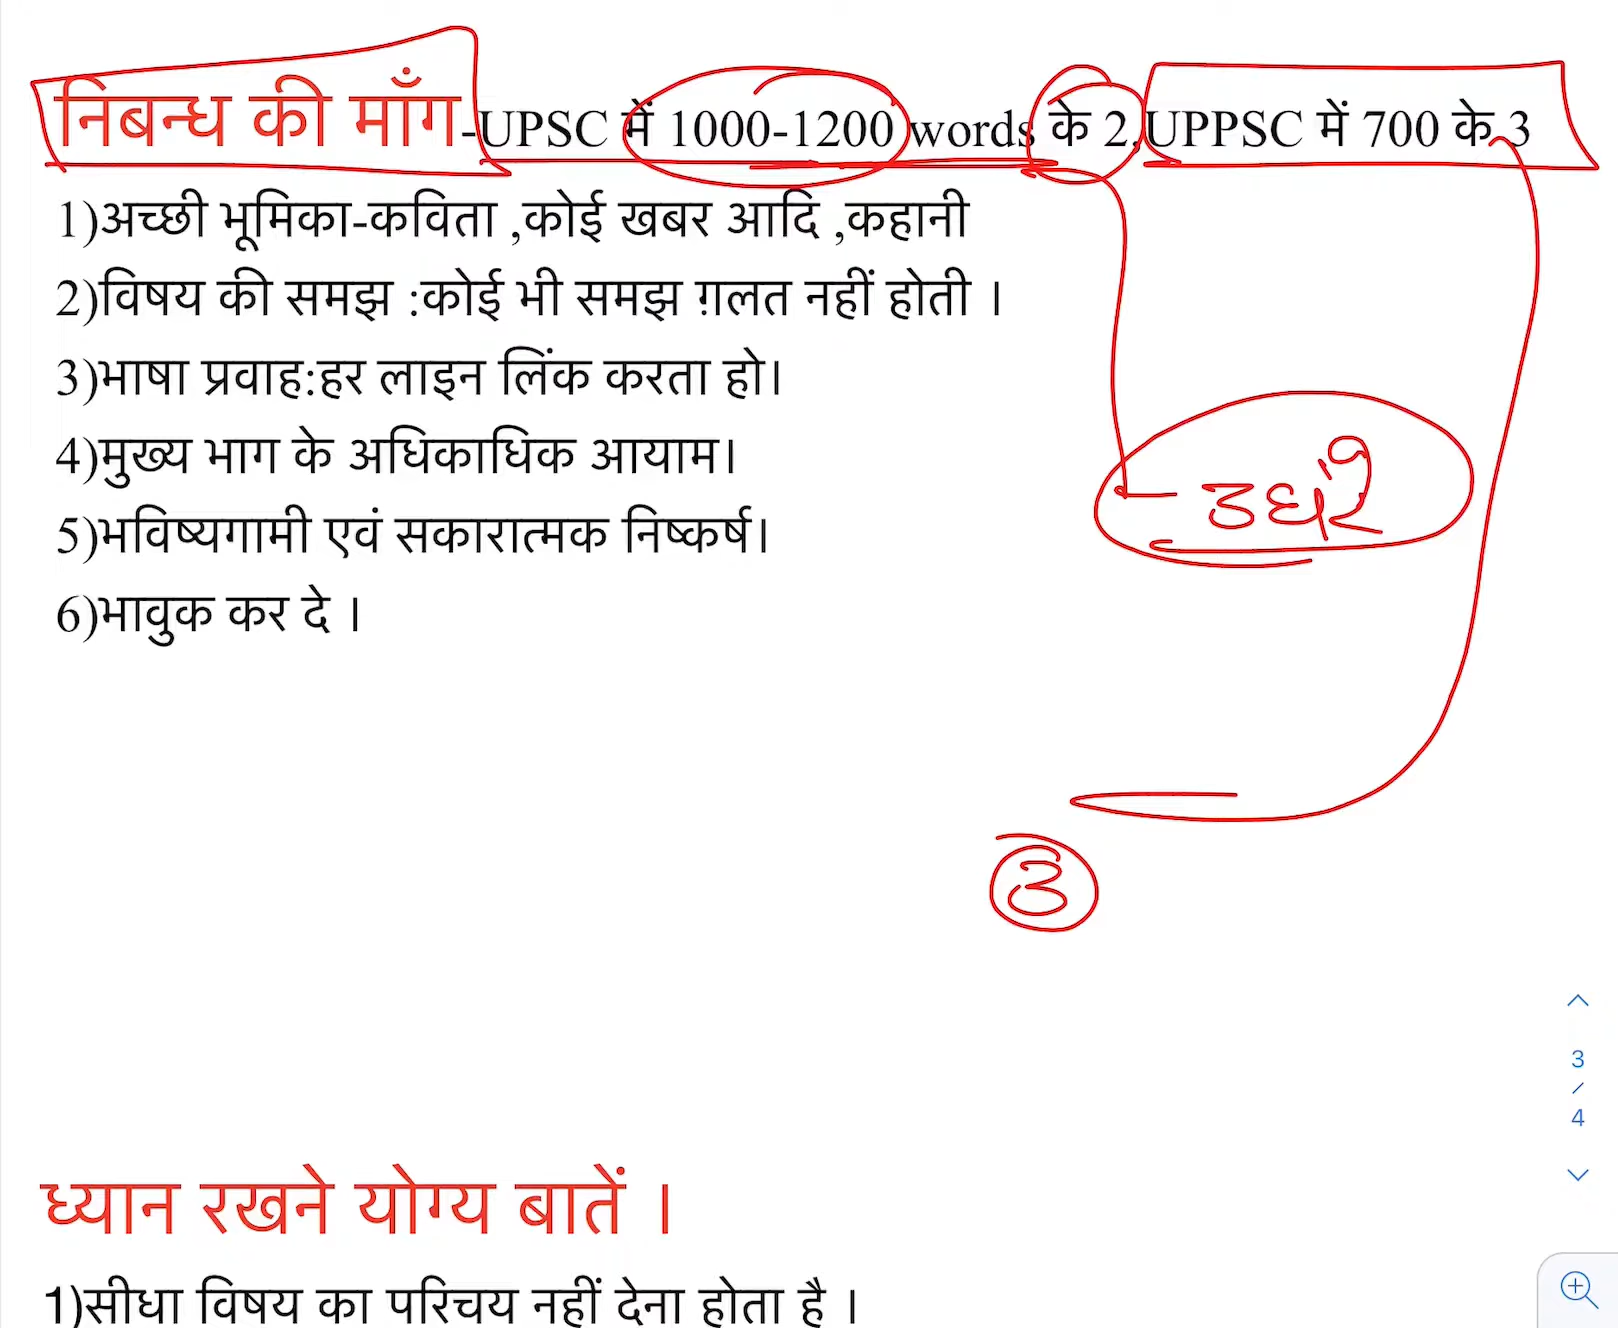 निबन्ध की माँग-UPSC में 1000-1200 words के 2,UPPSC में 700 के 3
1)अच्छी भूमिका-कविता ,कोई खबर आदि ,कहानी
2)विषय की समझ :कोई भी समझ ग़लत नहीं होती ।
3)भाषा प्रवाह:हर लाइन लिंक करता हो।
4)मुख्य भाग के अधिकाधिक आयाम।
5)भविष्यगामी एवं सकारात्मक निष्कर्ष।
6)भावुक कर दे ।
3
3
/
4
ध्यान रखने योग्य बातें ।
1)सीधा विषय का परिचय नहीं देना होता है ।